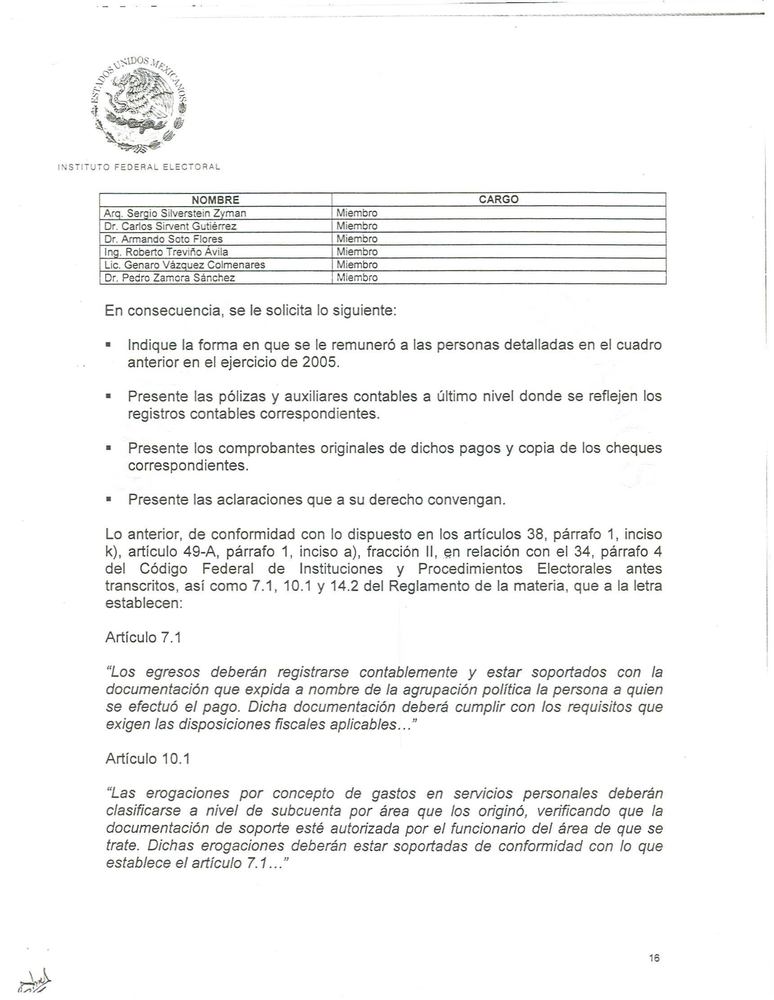 ESTADOS UNIDOS MEXICANOS
INSTITUTO FEDERAL ELECTORAL
NOMBRE CARGO
Arq. Sergio Silverstein Zyman Miembro
Dr. Carlos Sirvent Gutiérrez Miembro
Dr. Armando Soto Flores Miembro
Ing. Roberto Treviño Ávila Miembro
Lic. Genaro Vázquez Colmenares Miembro
Dr. Pedro Zamora Sánchez Miembro
En consecuencia, se le solicita lo siguiente:
▪ Indique la forma en que se le remuneró a las personas detalladas en el cuadro
anterior en el ejercicio de 2005.
▪ Presente las pólizas y auxiliares contables a último nivel donde se reflejen los
registros contables correspondientes.
▪ Presente los comprobantes originales de dichos pagos y copia de los cheques
correspondientes.
▪ Presente las aclaraciones que a su derecho convengan.
Lo anterior, de conformidad con lo dispuesto en los artículos 38, párrafo 1, inciso
k), artículo 49-A, párrafo 1, inciso a), fracción II, en relación con el 34, párrafo 4
del Código Federal de Instituciones y Procedimientos Electorales antes
transcritos, así como 7.1, 10.1 y 14.2 del Reglamento de la materia, que a la letra
establecen:
Artículo 7.1
“Los egresos deberán registrarse contablemente y estar soportados con la
documentación que expida a nombre de la agrupación política la persona a quien
se efectuó el pago. Dicha documentación deberá cumplir con los requisitos que
exigen las disposiciones fiscales aplicables...”
Artículo 10.1
“Las erogaciones por concepto de gastos en servicios personales deberán
clasificarse a nivel de subcuenta por área que los originó, verificando que la
documentación de soporte esté autorizada por el funcionario del área de que se
trate. Dichas erogaciones deberán estar soportadas de conformidad con lo que
establece el artículo 7.1...”
16